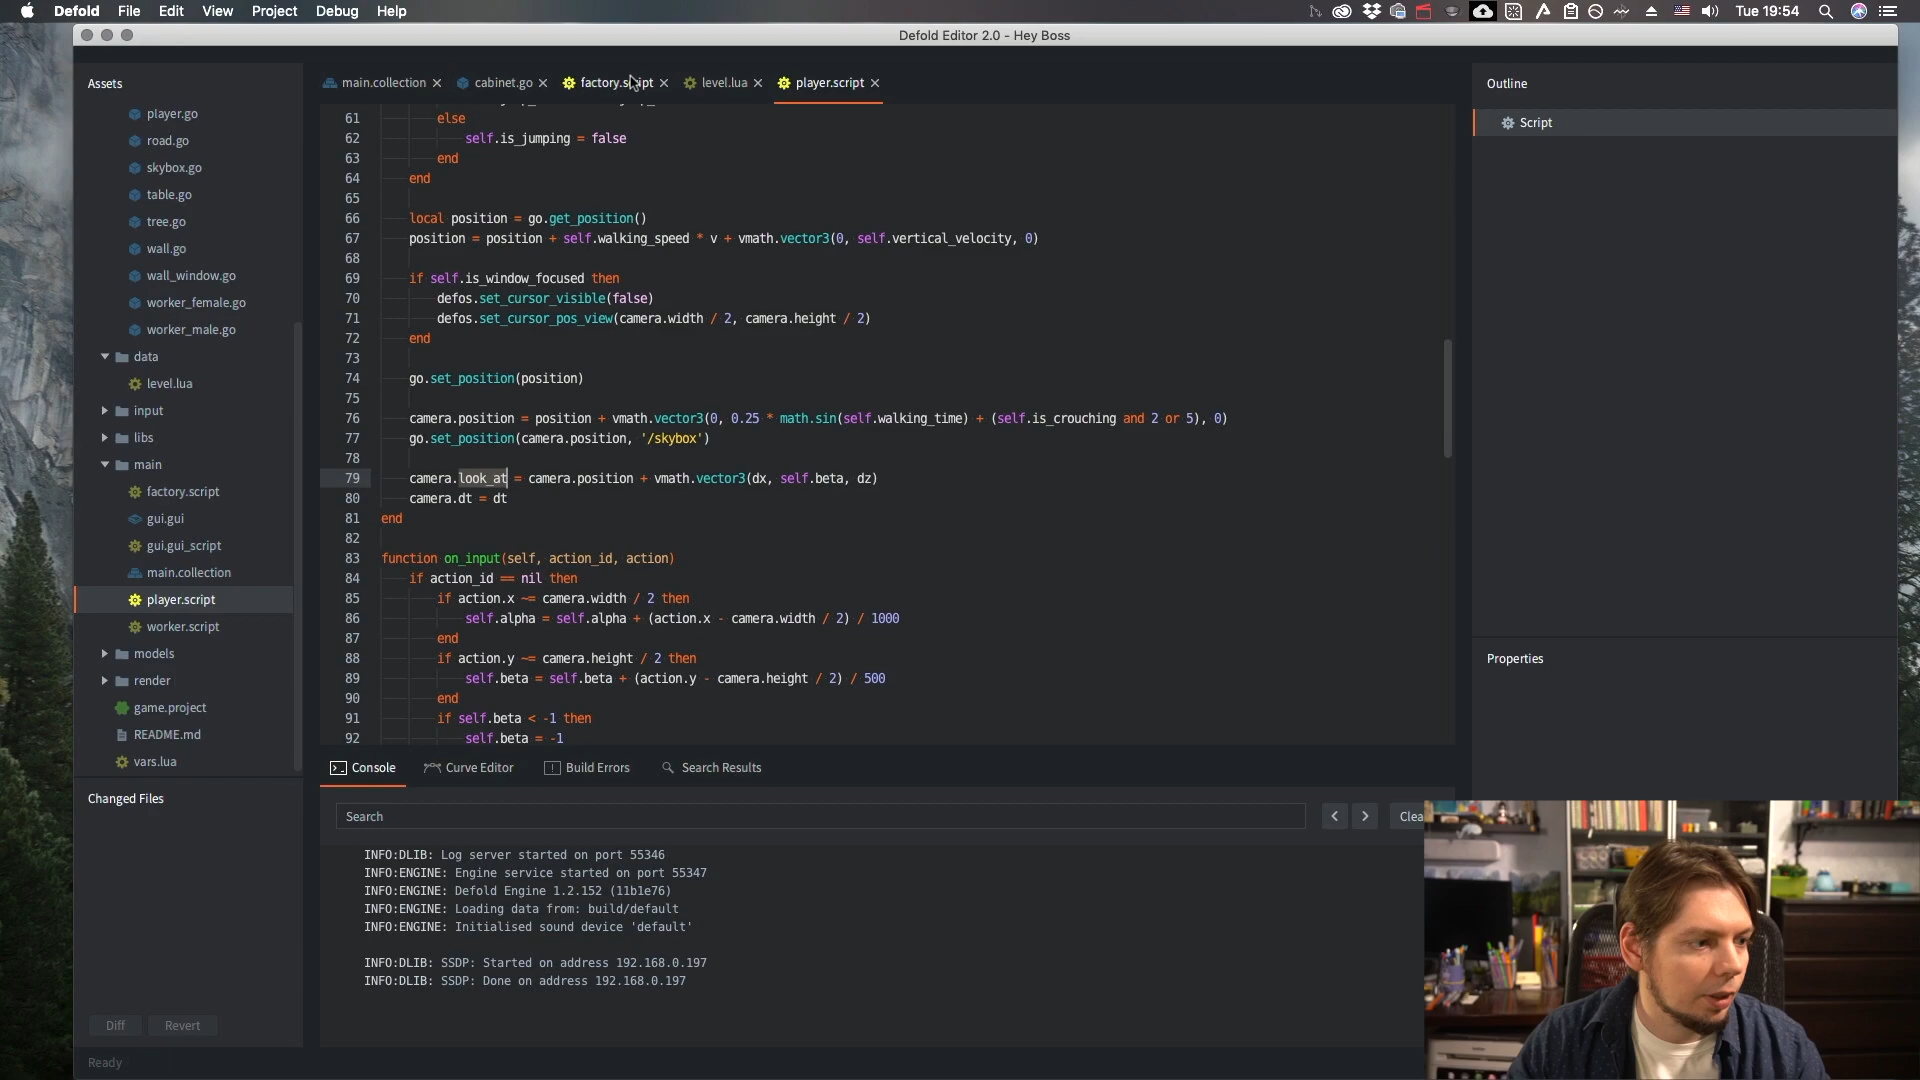 Defold File Edit View Project Debug Help
Tue 19:54
Defold Editor 2.0 - Hey Boss
Assets
player.go
road.go
skybox.go
table.go
tree.go
wall.go
wall_window.go
worker_female.go
worker_male.go
data
level.lua
input
libs
main
factory.script
gui.gui
gui.gui_script
main.collection
player.script
worker.script
models
render
game.project
README.md
vars.lua
Changed Files
Diff Revert
Ready
main.collection cabinet.go factory.script level.lua player.script
61 else
62 self.is_jumping = false
63 end
64 end
65
66 local position = go.get_position()
67 position = position + self.walking_speed * v + vmath.vector3(0, self.vertical_velocity, 0)
68
69 if self.is_window_focused then
70 defos.set_cursor_visible(false)
71 defos.set_cursor_pos_view(camera.width / 2, camera.height / 2)
72 end
73
74 go.set_position(position)
75
76 camera.position = position + vmath.vector3(0, 0.25 * math.sin(self.walking_time) + (self.is_crouching and 2 or 5), 0)
77 go.set_position(camera.position, '/skybox')
78
79 camera.look_at = camera.position + vmath.vector3(dx, self.beta, dz)
80 camera.dt = dt
81 end
82
83 function on_input(self, action_id, action)
84 if action_id == nil then
85 if action.x ~= camera.width / 2 then
86 self.alpha = self.alpha + (action.x - camera.width / 2) / 1000
87 end
88 if action.y ~= camera.height / 2 then
89 self.beta = self.beta + (action.y - camera.height / 2) / 500
90 end
91 if self.beta < -1 then
92 self.beta = -1
Console Curve Editor Build Errors Search Results
Search
Clea
INFO:DLIB: Log server started on port 55346
INFO:ENGINE: Engine service started on port 55347
INFO:ENGINE: Defold Engine 1.2.152 (11b1e76)
INFO:ENGINE: Loading data from: build/default
INFO:ENGINE: Initialised sound device 'default'
INFO:DLIB: SSDP: Started on address 192.168.0.197
INFO:DLIB: SSDP: Done on address 192.168.0.197
Outline
Script
Properties